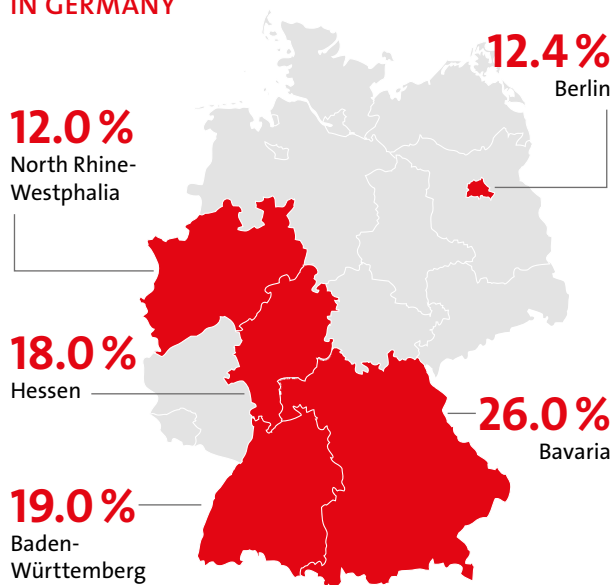 IN GERMANY
12.4 %
Berlin
12.0 %
North Rhine-
Westphalia
18.0 %
Hessen
26.0 %
Bavaria
19.0 %
Baden-
Württemberg